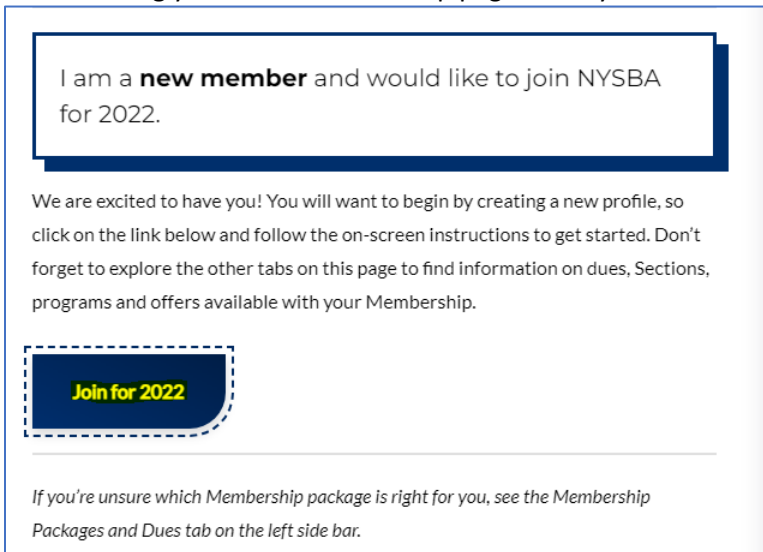 I am a new member and would like to join NYSBA
for 2022.
We are excited to have you! You will want to begin by creating a new profile, so
click on the link below and follow the on-screen instructions to get started. Don’t
forget to explore the other tabs on this page to find information on dues, Sections,
programs and offers available with your Membership.
Join for 2022
If you’re unsure which Membership package is right for you, see the Membership
Packages and Dues tab on the left side bar.